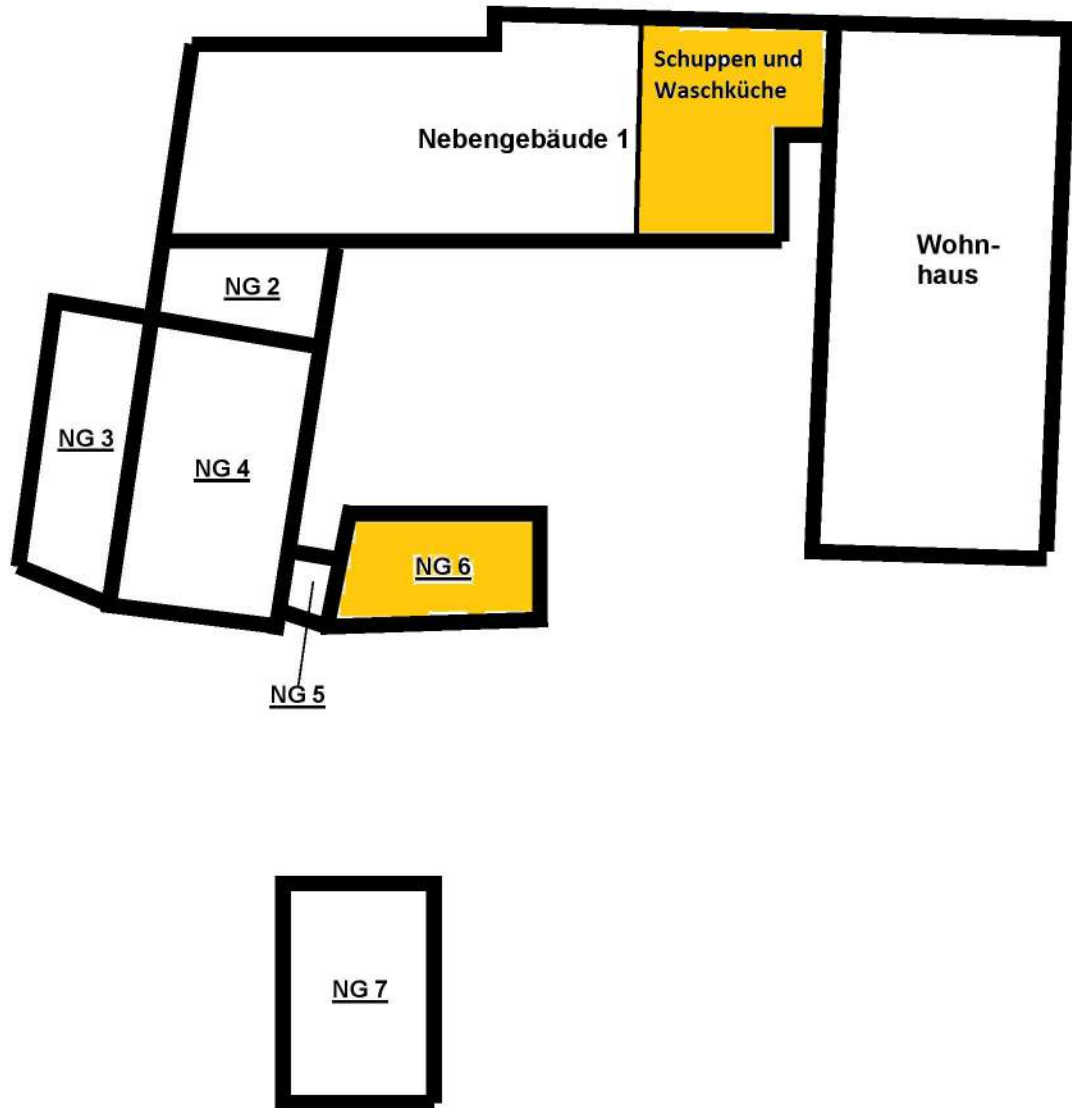 Schuppen und
Waschküche
Nebengebäude 1
Wohn-
haus
NG 2
NG 3
NG 4
NG 6
NG 5
NG 7